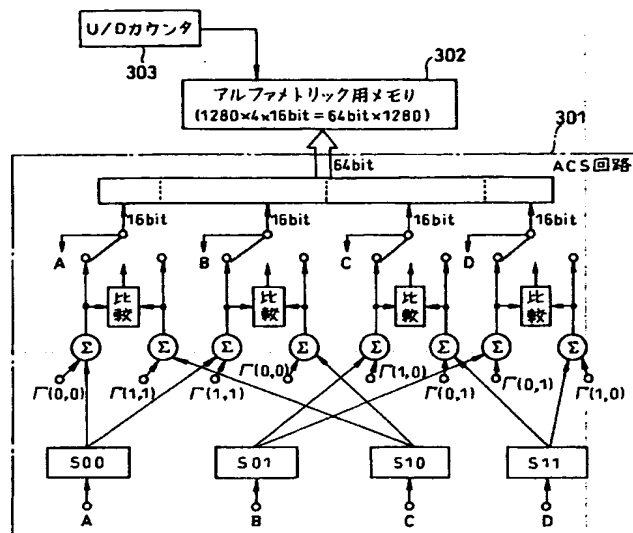 U/Dカウンタ
303
302
アルファメトリック用メモリ
(1280×4×16bit=64bit×1280)
301
64bit
ACS回路
16bit 16bit 16bit 16bit
A B C D
比較 比較 比較 比較
Σ Σ Σ Σ Σ Σ Σ Σ
Γ(0,0) Γ(1,1) Γ(1,1) Γ(0,0) Γ(1,0) Γ(0,1) Γ(0,1) Γ(1,0)
S00 S01 S10 S11
A B C D